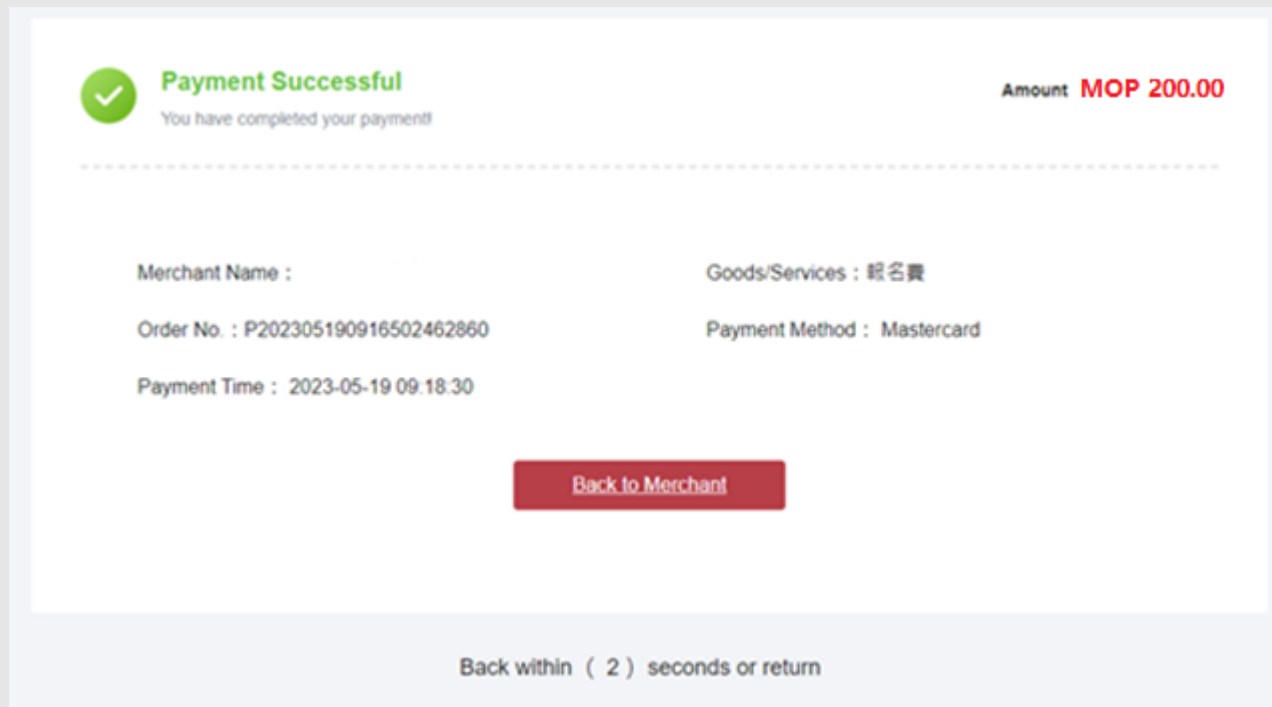 Payment Successful
Amount MOP 200.00
You have completed your payment!
Merchant Name：
Goods/Services：報名費
Order No.：P202305190916502462860
Payment Method： Mastercard
Payment Time： 2023-05-19 09:18:30
Back to Merchant
Back within （ 2 ） seconds or return